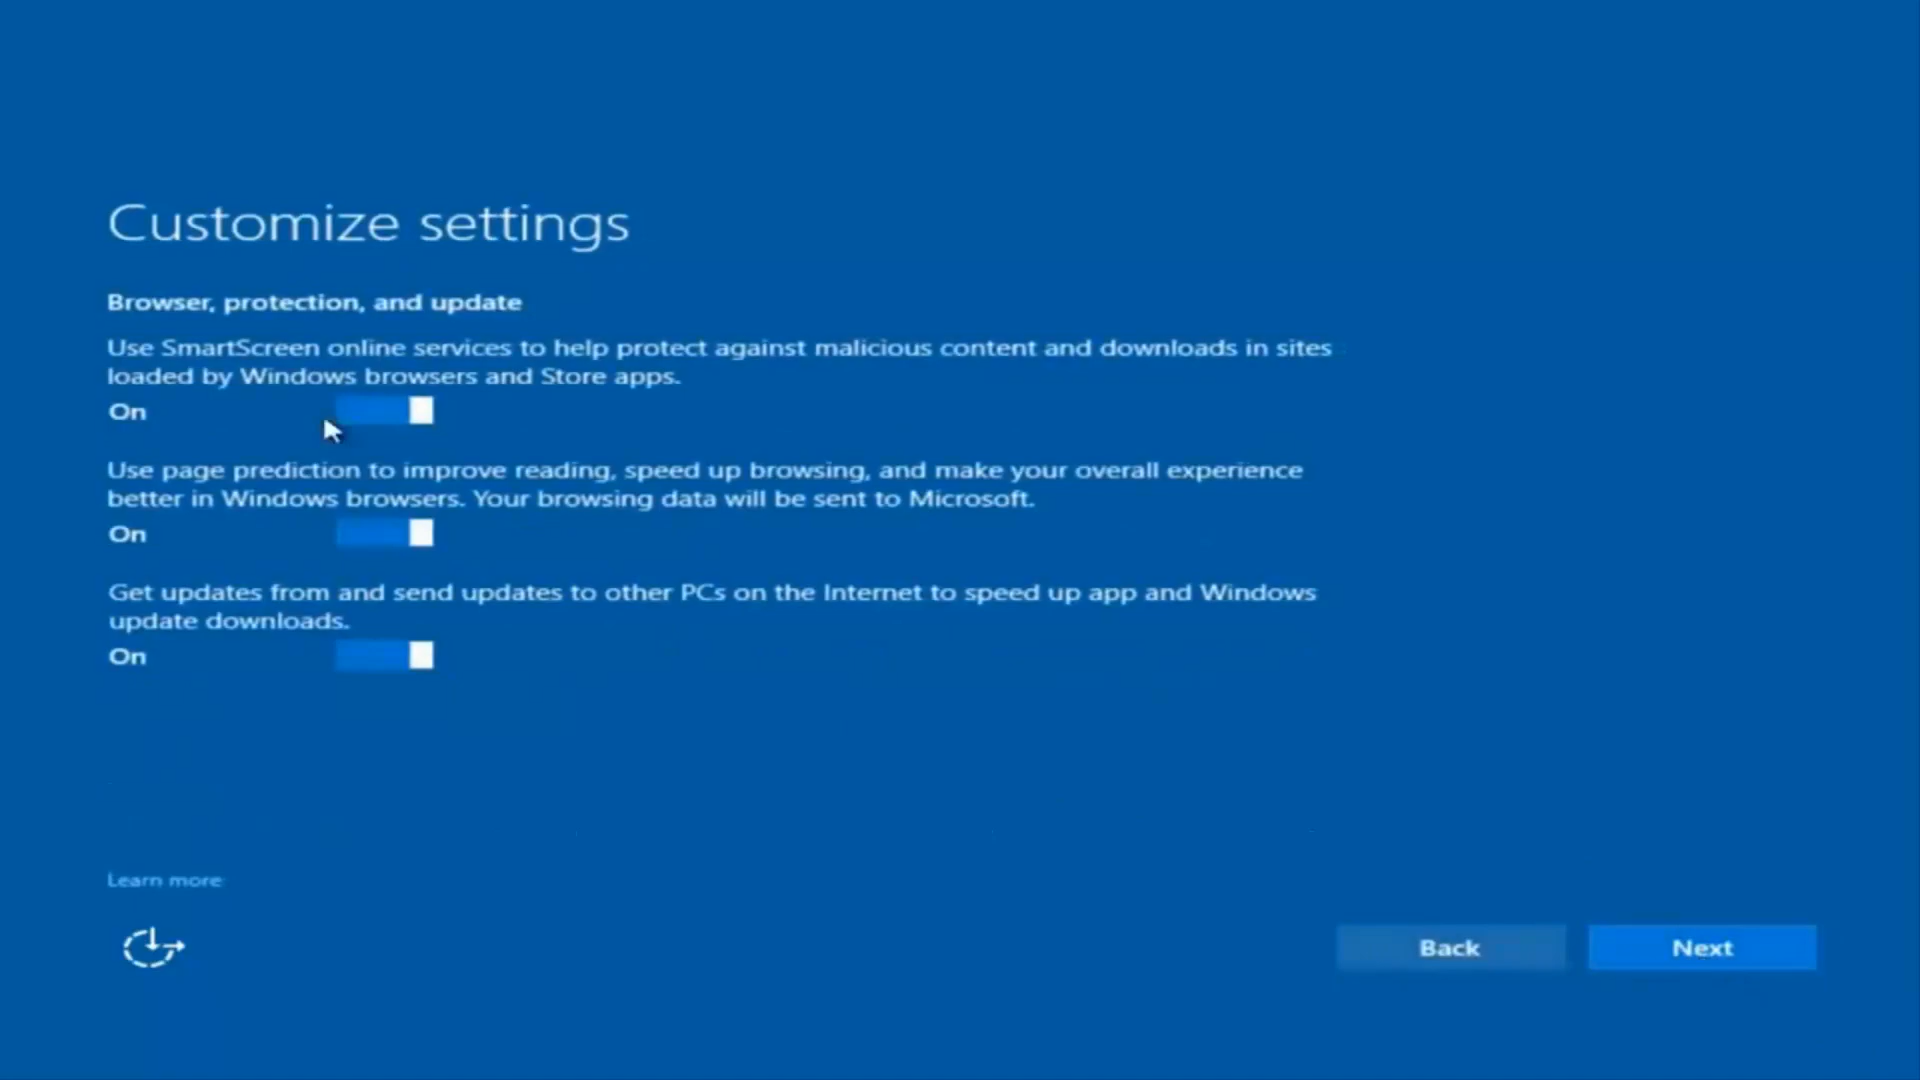 Customize settings
Browser, protection, and update
Use SmartScreen online services to help protect against malicious content and downloads in sites
loaded by Windows browsers and Store apps.
On
Use page prediction to improve reading, speed up browsing, and make your overall experience
better in Windows browsers. Your browsing data will be sent to Microsoft.
On
Get updates from and send updates to other PCs on the Internet to speed up app and Windows
update downloads.
On
Learn more
Back
Next